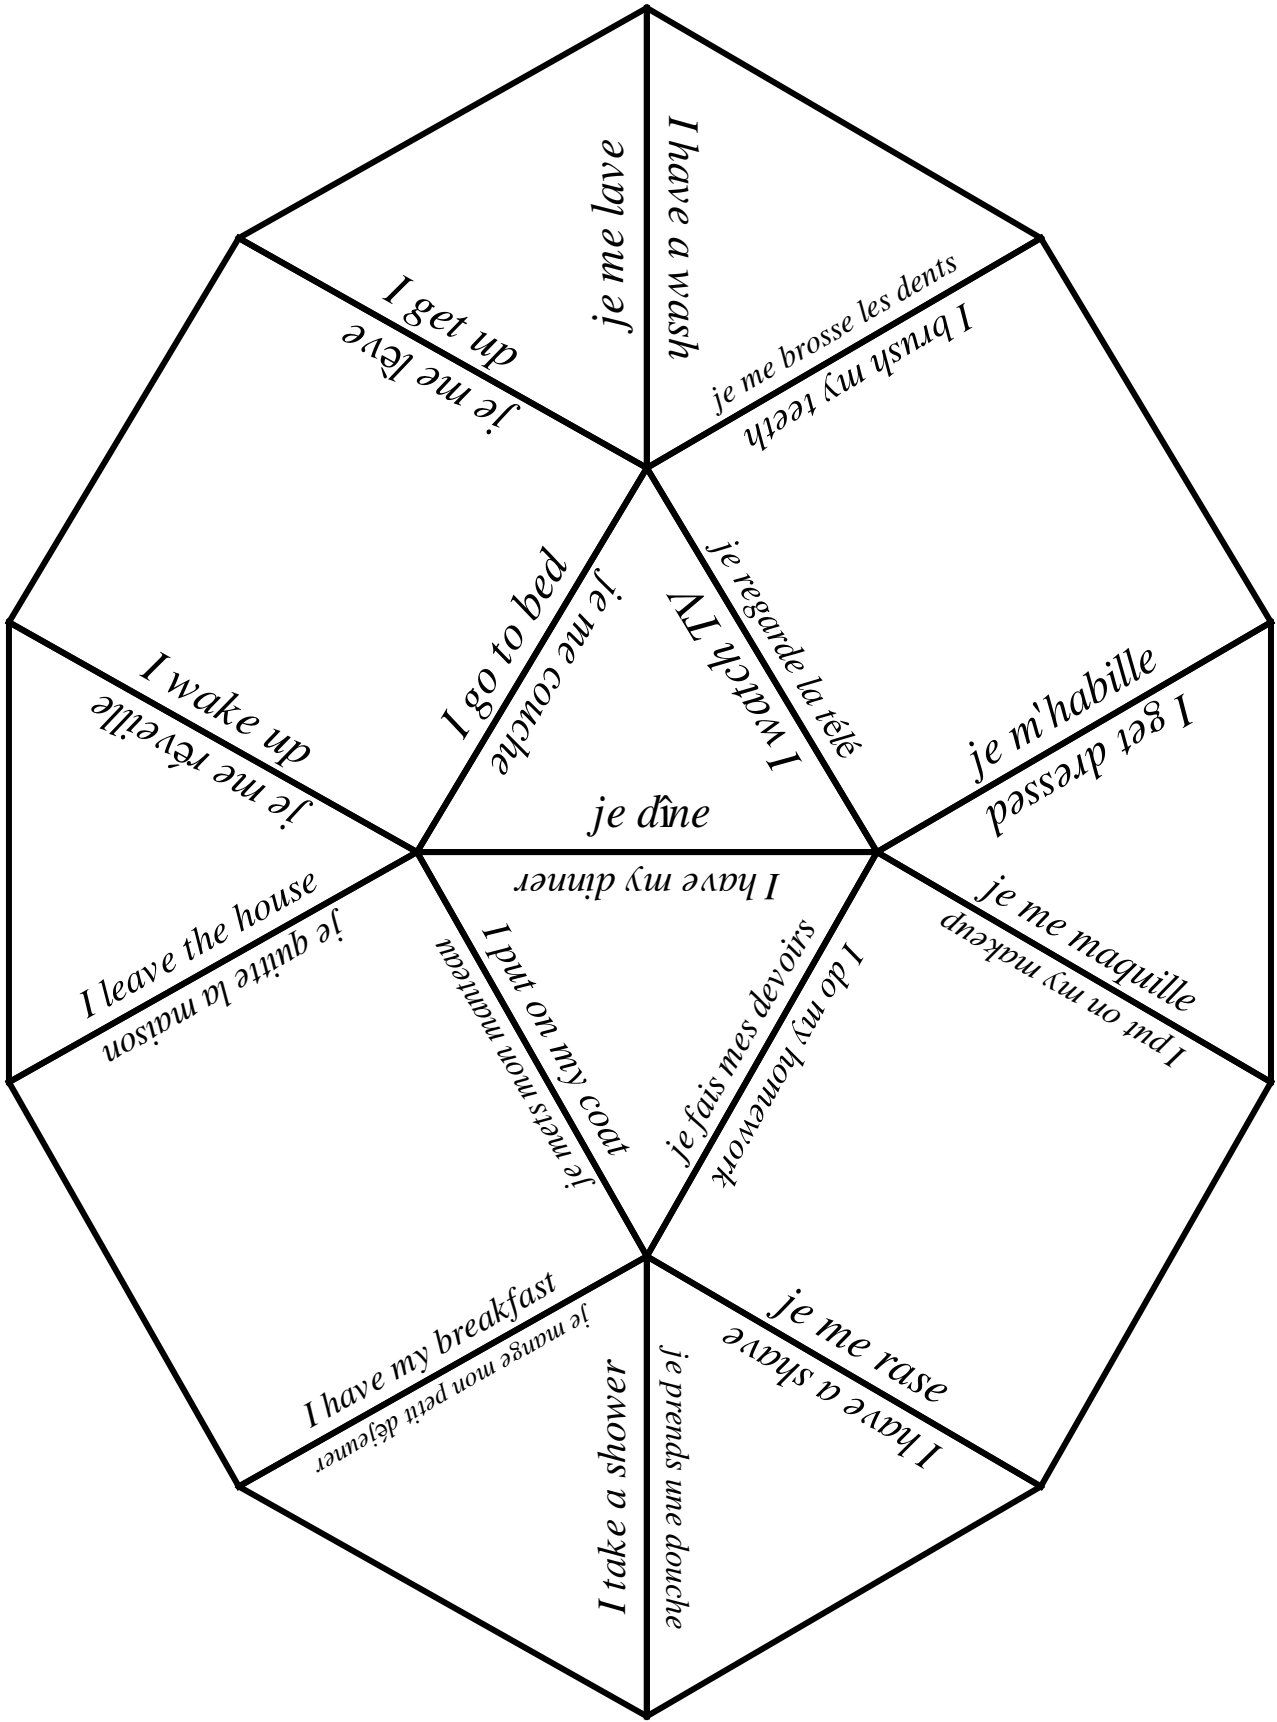 je me lave
I have a wash
I get up
je me lève
je me brosse les dents
I brush my teeth
I go to bed
je me couche
je regarde la télé
I watch TV
I wake up
je me réveille
je m'habille
I get dressed
je dîne
I have my dinner
I leave the house
je quitte la maison
je me maquille
I put on my makeup
I put on my coat
je mets mon manteau
je fais mes devoirs
I do my homework
I have my breakfast
je mange mon petit déjeuner
je me rase
I have a shave
I take a shower
je prends une douche